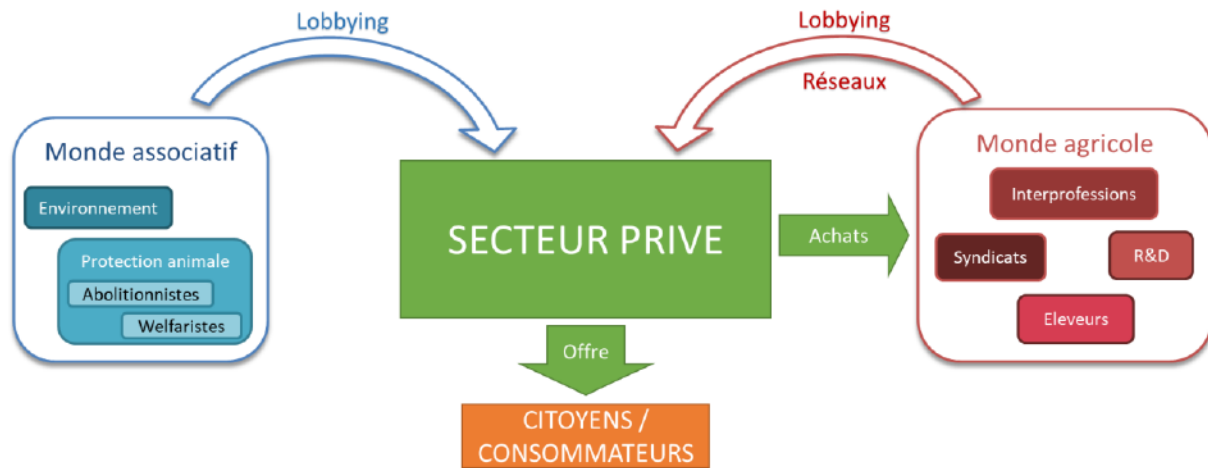 Lobbying
Lobbying
Réseaux
Monde associatif
Environnement
Protection animale
Abolitionnistes
Welfaristes
SECTEUR PRIVE
Achats
Offre
CITOYENS /
CONSOMMATEURS
Monde agricole
Interprofessions
Syndicats
R&D
Eleveurs